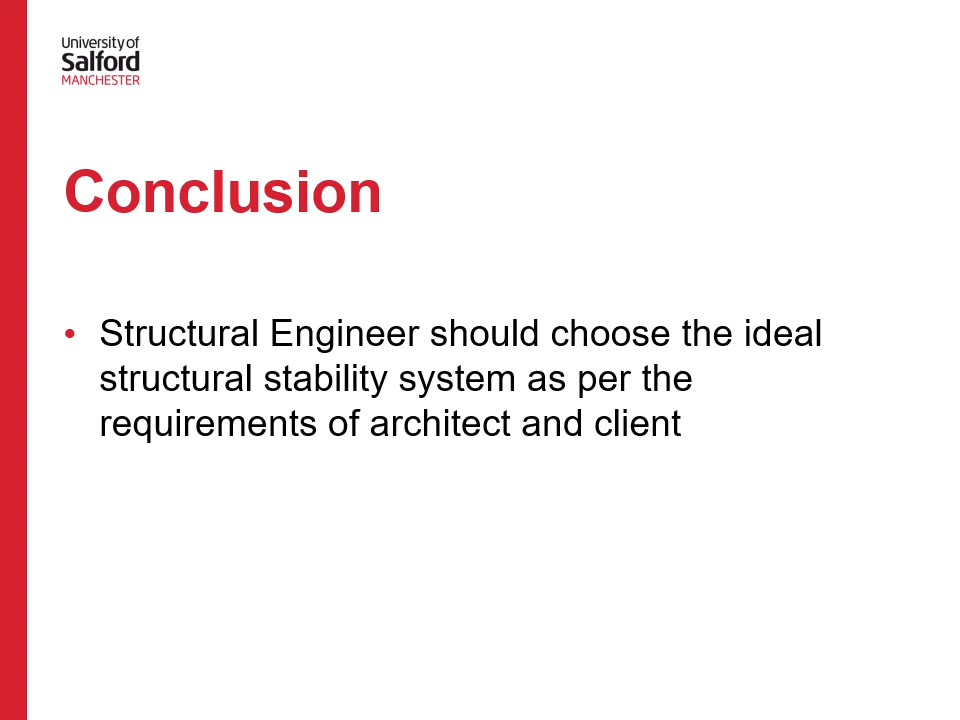 University of
Salford
MANCHESTER
Conclusion
• Structural Engineer should choose the ideal
structural stability system as per the
requirements of architect and client